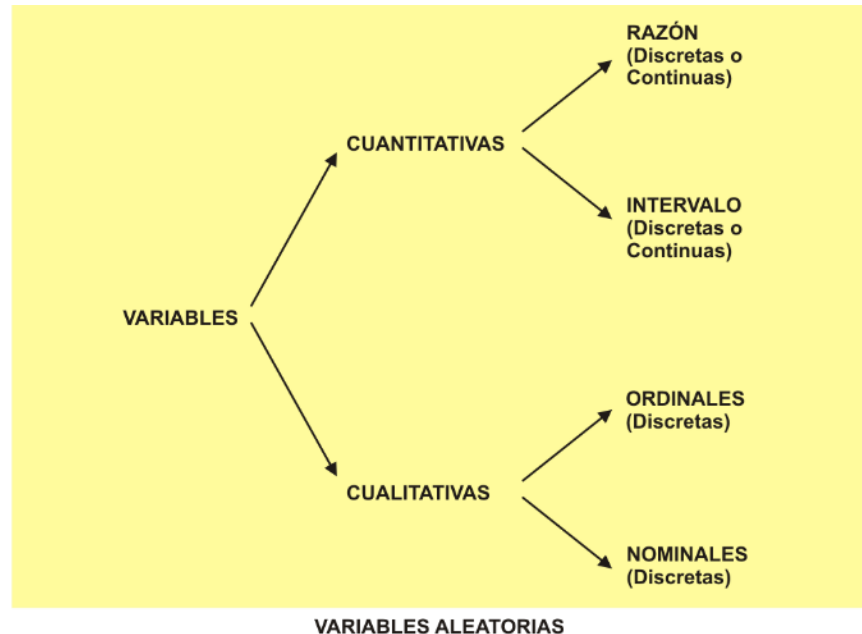 RAZÓN
(Discretas o
Continuas)
CUANTITATIVAS
INTERVALO
(Discretas o
Continuas)
VARIABLES
ORDINALES
(Discretas)
CUALITATIVAS
NOMINALES
(Discretas)
VARIABLES ALEATORIAS